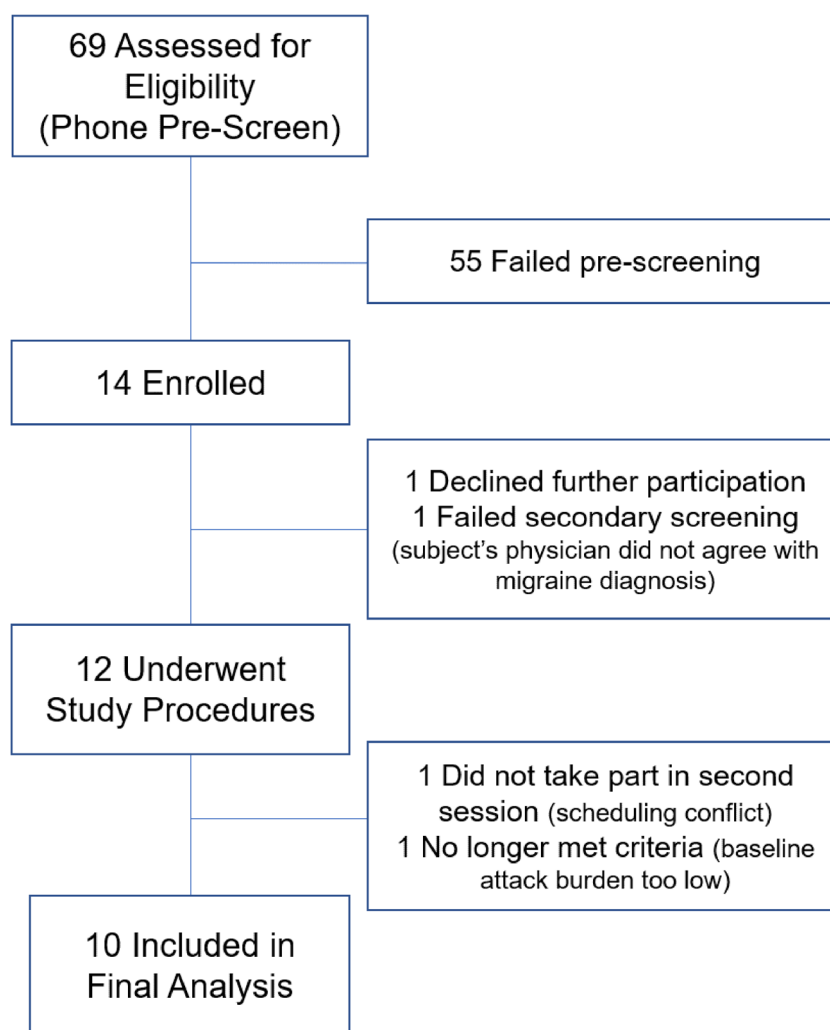 69 Assessed for
Eligibility
(Phone Pre-Screen)
55 Failed pre-screening
14 Enrolled
1 Declined further participation
1 Failed secondary screening
(subject's physician did not agree with
migraine diagnosis)
12 Underwent
Study Procedures
1 Did not take part in second
session (scheduling conflict)
1 No longer met criteria (baseline
attack burden too low)
10 Included in
Final Analysis